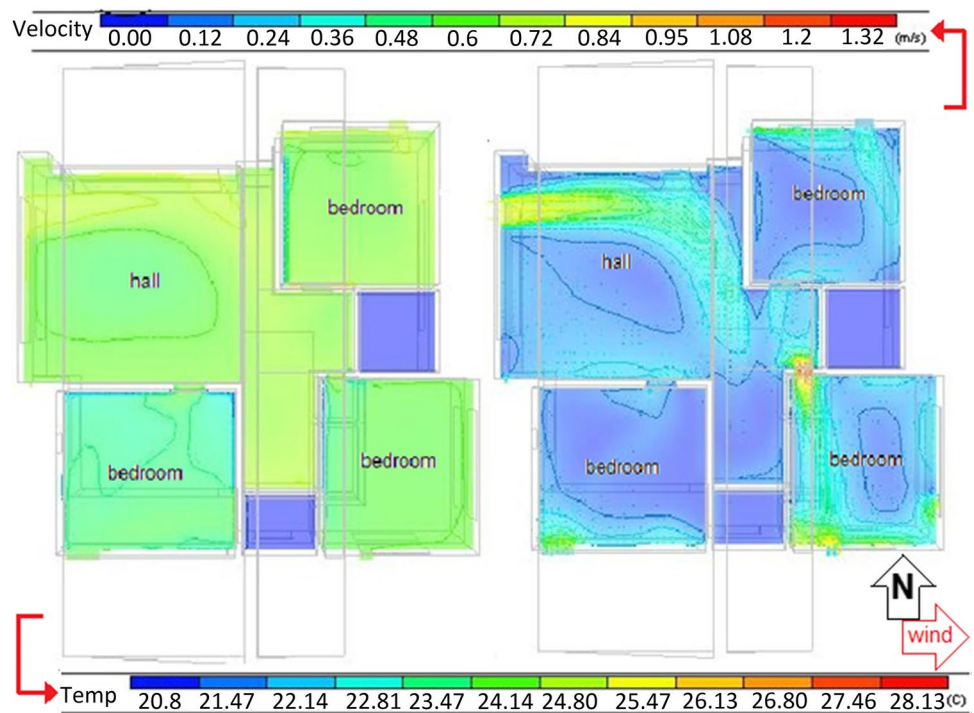 Velocity 0.00 0.12 0.24 0.36 0.48 0.6 0.72 0.84 0.95 1.08 1.2 1.32 (m/s)
bedroom
hall
bedroom
bedroom
bedroom
hall
bedroom
bedroom
N
wind
Temp 20.8 21.47 22.14 22.81 23.47 24.14 24.80 25.47 26.13 26.80 27.46 28.13 (C)